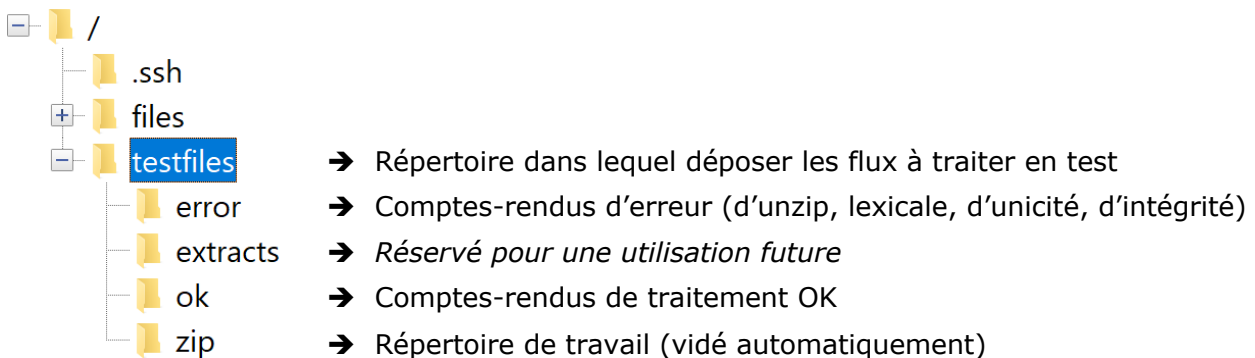 /
.ssh
files
testfiles ➔ Répertoire dans lequel déposer les flux à traiter en test
error ➔ Comptes-rendus d’erreur (d’unzip, lexicale, d’unicité, d’intégrité)
extracts ➔ Réservé pour une utilisation future
ok ➔ Comptes-rendus de traitement OK
zip ➔ Répertoire de travail (vidé automatiquement)